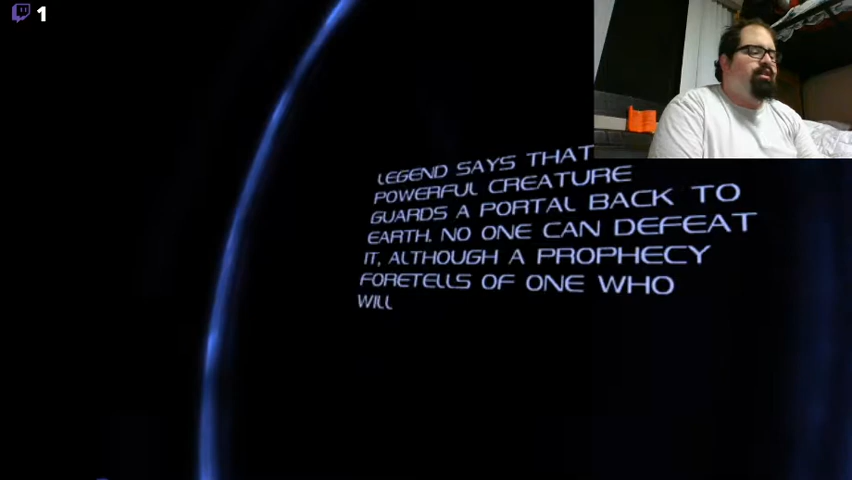 1
LEGEND SAYS THAT
POWERFUL CREATURE
GUARDS A PORTAL BACK TO
EARTH. NO ONE CAN DEFEAT
IT, ALTHOUGH A PROPHECY
FORETELLS OF ONE WHO
WILL